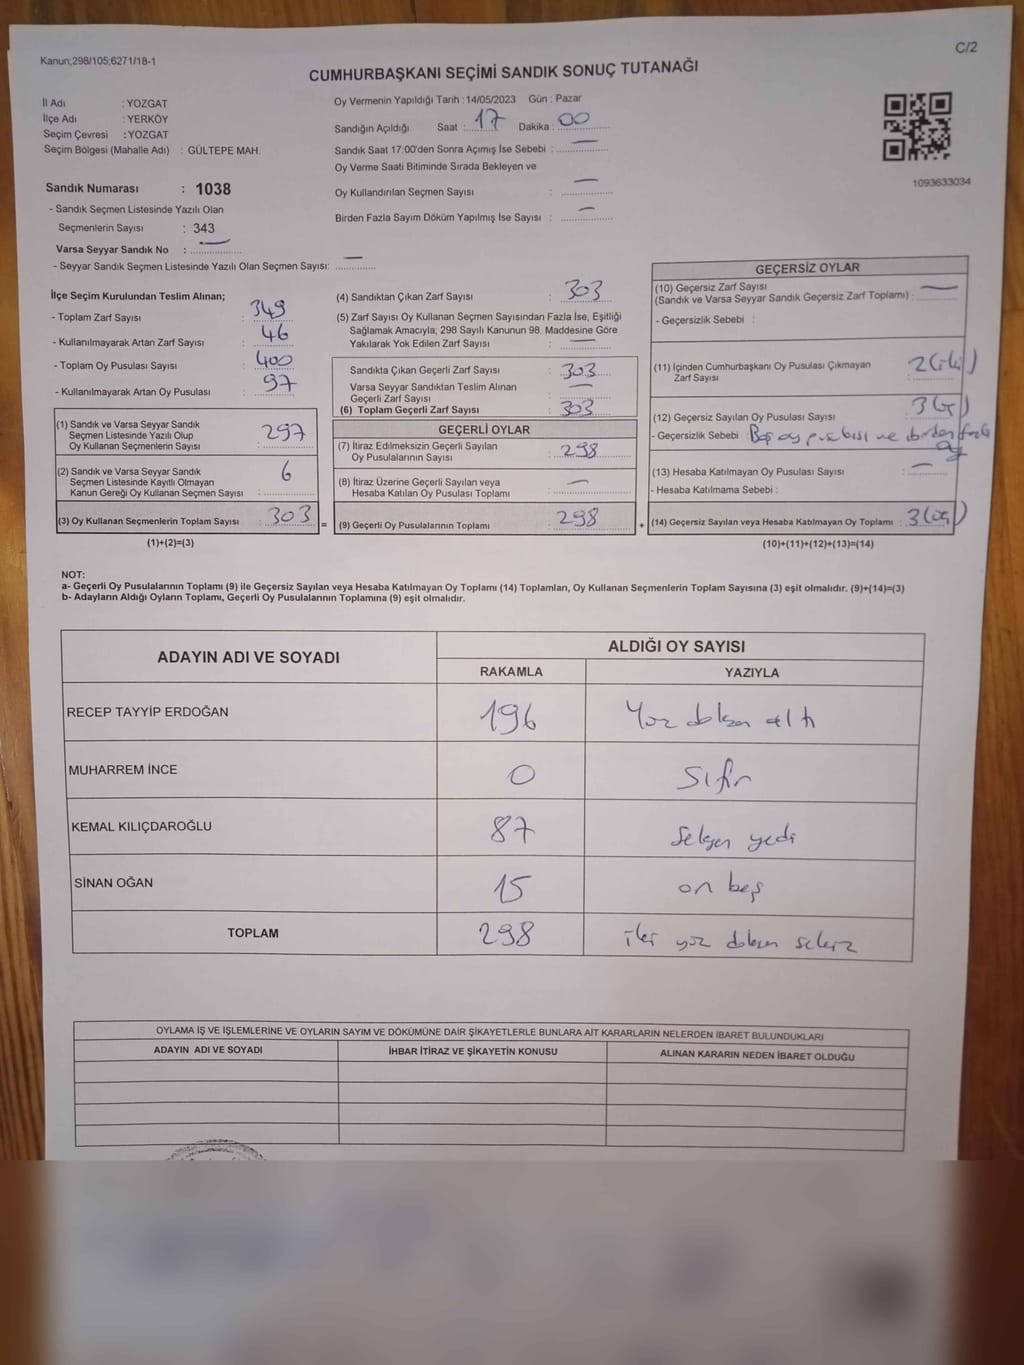 Kanun;298/105;6271/18-1
C/2
CUMHURBAŞKANI SEÇİMİ SANDIK SONUÇ TUTANAĞI
İl Adı : YOZGAT
İlçe Adı : YERKÖY
Seçim Çevresi : YOZGAT
Seçim Bölgesi (Mahalle Adı) : GÜLTEPE MAH.
Sandık Numarası : 1038
- Sandık Seçmen Listesinde Yazılı Olan
Seçmenlerin Sayısı : 343
Varsa Seyyar Sandık No : —
- Seyyar Sandık Seçmen Listesinde Yazılı Olan Seçmen Sayısı: —
Oy Vermenin Yapıldığı Tarih : 14/05/2023 Gün : Pazar
Sandığın Açıldığı Saat : 17 Dakika : 00
Sandık Saat 17:00'den Sonra Açımış İse Sebebi : —
Oy Verme Saati Bitiminde Sırada Bekleyen ve
Oy Kullandırılan Seçmen Sayısı : —
Birden Fazla Sayım Döküm Yapılmış İse Sayısı : —
1093633034
İlçe Seçim Kurulundan Teslim Alınan;
- Toplam Zarf Sayısı : 349
- Kullanılmayarak Artan Zarf Sayısı : 46
- Toplam Oy Pusulası Sayısı : 400
- Kullanılmayarak Artan Oy Pusulası : 97
(1) Sandık ve Varsa Seyyar Sandık
Seçmen Listesinde Yazılı Olup
Oy Kullanan Seçmenlerin Sayısı : 297
(2) Sandık ve Varsa Seyyar Sandık
Seçmen Listesinde Kayıtlı Olmayan
Kanun Gereği Oy Kullanan Seçmen Sayısı : 6
(3) Oy Kullanan Seçmenlerin Toplam Sayısı : 303 =
(1)+(2)=(3)
(4) Sandıktan Çıkan Zarf Sayısı : 303
(5) Zarf Sayısı Oy Kullanan Seçmen Sayısından Fazla İse, Eşitliği
Sağlamak Amacıyla; 298 Sayılı Kanunun 98. Maddesine Göre
Yakılarak Yok Edilen Zarf Sayısı : —
Sandıkta Çıkan Geçerli Zarf Sayısı : 303
Varsa Seyyar Sandıktan Teslim Alınan
Geçerli Zarf Sayısı : —
(6) Toplam Geçerli Zarf Sayısı : 303
GEÇERLİ OYLAR
(7) İtiraz Edilmeksizin Geçerli Sayılan
Oy Pusulalarının Sayısı : 298
(8) İtiraz Üzerine Geçerli Sayılan veya
Hesaba Katılan Oy Pusulası Toplamı : —
(9) Geçerli Oy Pusulalarının Toplamı : 298 +
GEÇERSİZ OYLAR
(10) Geçersiz Zarf Sayısı
(Sandık ve Varsa Seyyar Sandık Geçersiz Zarf Toplamı) : —
- Geçersizlik Sebebi :
(11) İçinden Cumhurbaşkanı Oy Pusulası Çıkmayan
Zarf Sayısı : 2 (iki)
(12) Geçersiz Sayılan Oy Pusulası Sayısı : 3
- Geçersizlik Sebebi : Boş oy pusulası ve birden fazla
oy
(13) Hesaba Katılmayan Oy Pusulası Sayısı : —
- Hesaba Katılmama Sebebi :
(14) Geçersiz Sayılan veya Hesaba Katılmayan Oy Toplamı : 3 (üç)
(10)+(11)+(12)+(13)=(14)
NOT:
a- Geçerli Oy Pusulalarının Toplamı (9) ile Geçersiz Sayılan veya Hesaba Katılmayan Oy Toplamı (14) Toplamları, Oy Kullanan Seçmenlerin Toplam Sayısına (3) eşit olmalıdır. (9)+(14)=(3)
b- Adayların Aldığı Oyların Toplamı, Geçerli Oy Pusulalarının Toplamına (9) eşit olmalıdır.
ADAYIN ADI VE SOYADI ALDIĞI OY SAYISI
RAKAMLA YAZIYLA
RECEP TAYYİP ERDOĞAN 196 Yüz doksan altı
MUHARREM İNCE 0 Sıfır
KEMAL KILIÇDAROĞLU 87 Seksen yedi
SİNAN OĞAN 15 on beş
TOPLAM 298 iki yüz doksan sekiz
OYLAMA İŞ VE İŞLEMLERİNE VE OYLARIN SAYIM VE DÖKÜMÜNE DAİR ŞİKAYETLERLE BUNLARA AİT KARARLARIN NELERDEN İBARET BULUNDUKLARI
ADAYIN ADI VE SOYADI İHBAR İTİRAZ VE ŞİKAYETİN KONUSU ALINAN KARARIN NEDEN İBARET OLDUĞU